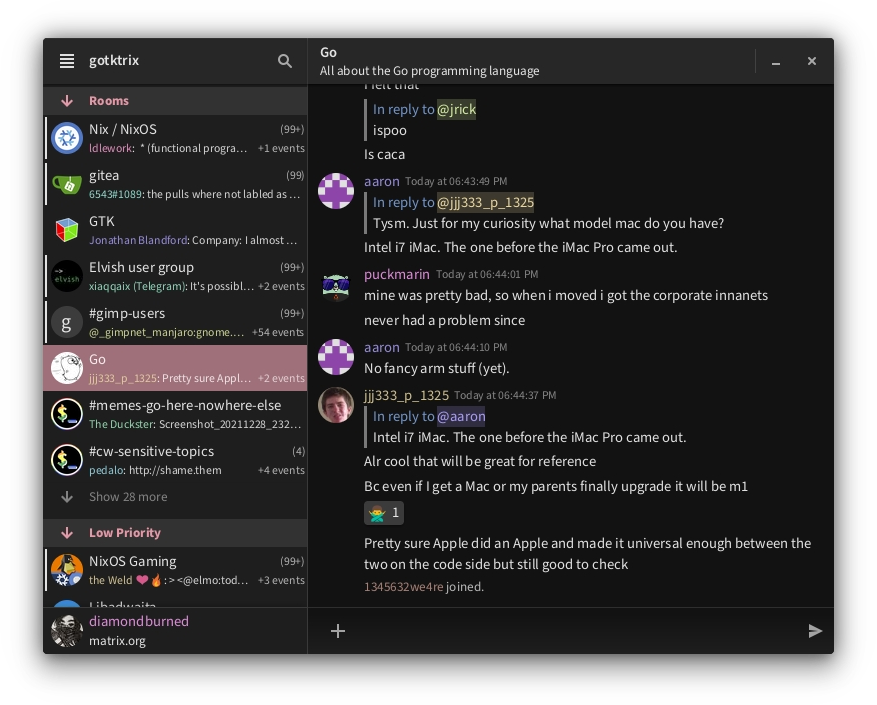 gotktrix
Rooms
Nix / NixOS (99+)
Idlework: * (functional progra... +1 events
gitea (99)
6543#1089: the pulls where not labled as ...
GTK
Jonathan Blandford: Company: I almost ...
~>
elvish
Elvish user group (99+)
xiaqqaix (Telegram): It's possibl... +2 events
g
#gimp-users (99+)
@_gimpnet_manjaro:gnome.... +54 events
Go
jjj333_p_1325: Pretty sure Appl... +2 events
#memes-go-here-nowhere-else
The Duckster: Screenshot_20211228_232...
#cw-sensitive-topics (4)
pedalo: http://shame.them +4 events
Show 28 more
Low Priority
NixOS Gaming (99+)
the Weld ❤️🔥: > <@elmo:tod... +3 events
Libadwaita
diamondburned
matrix.org
Go
All about the Go programming language
I felt that
In reply to @jrick
ispoo
Is caca
aaron Today at 06:43:49 PM
In reply to @jjj333_p_1325
Tysm. Just for my curiosity what model mac do you have?
Intel i7 iMac. The one before the iMac Pro came out.
puckmarin Today at 06:44:01 PM
mine was pretty bad, so when i moved i got the corporate innanets
never had a problem since
aaron Today at 06:44:10 PM
No fancy arm stuff (yet).
jjj333_p_1325 Today at 06:44:37 PM
In reply to @aaron
Intel i7 iMac. The one before the iMac Pro came out.
Alr cool that will be great for reference
Bc even if I get a Mac or my parents finally upgrade it will be m1
🙅‍♂️ 1
Pretty sure Apple did an Apple and made it universal enough between the
two on the code side but still good to check
1345632we4re joined.